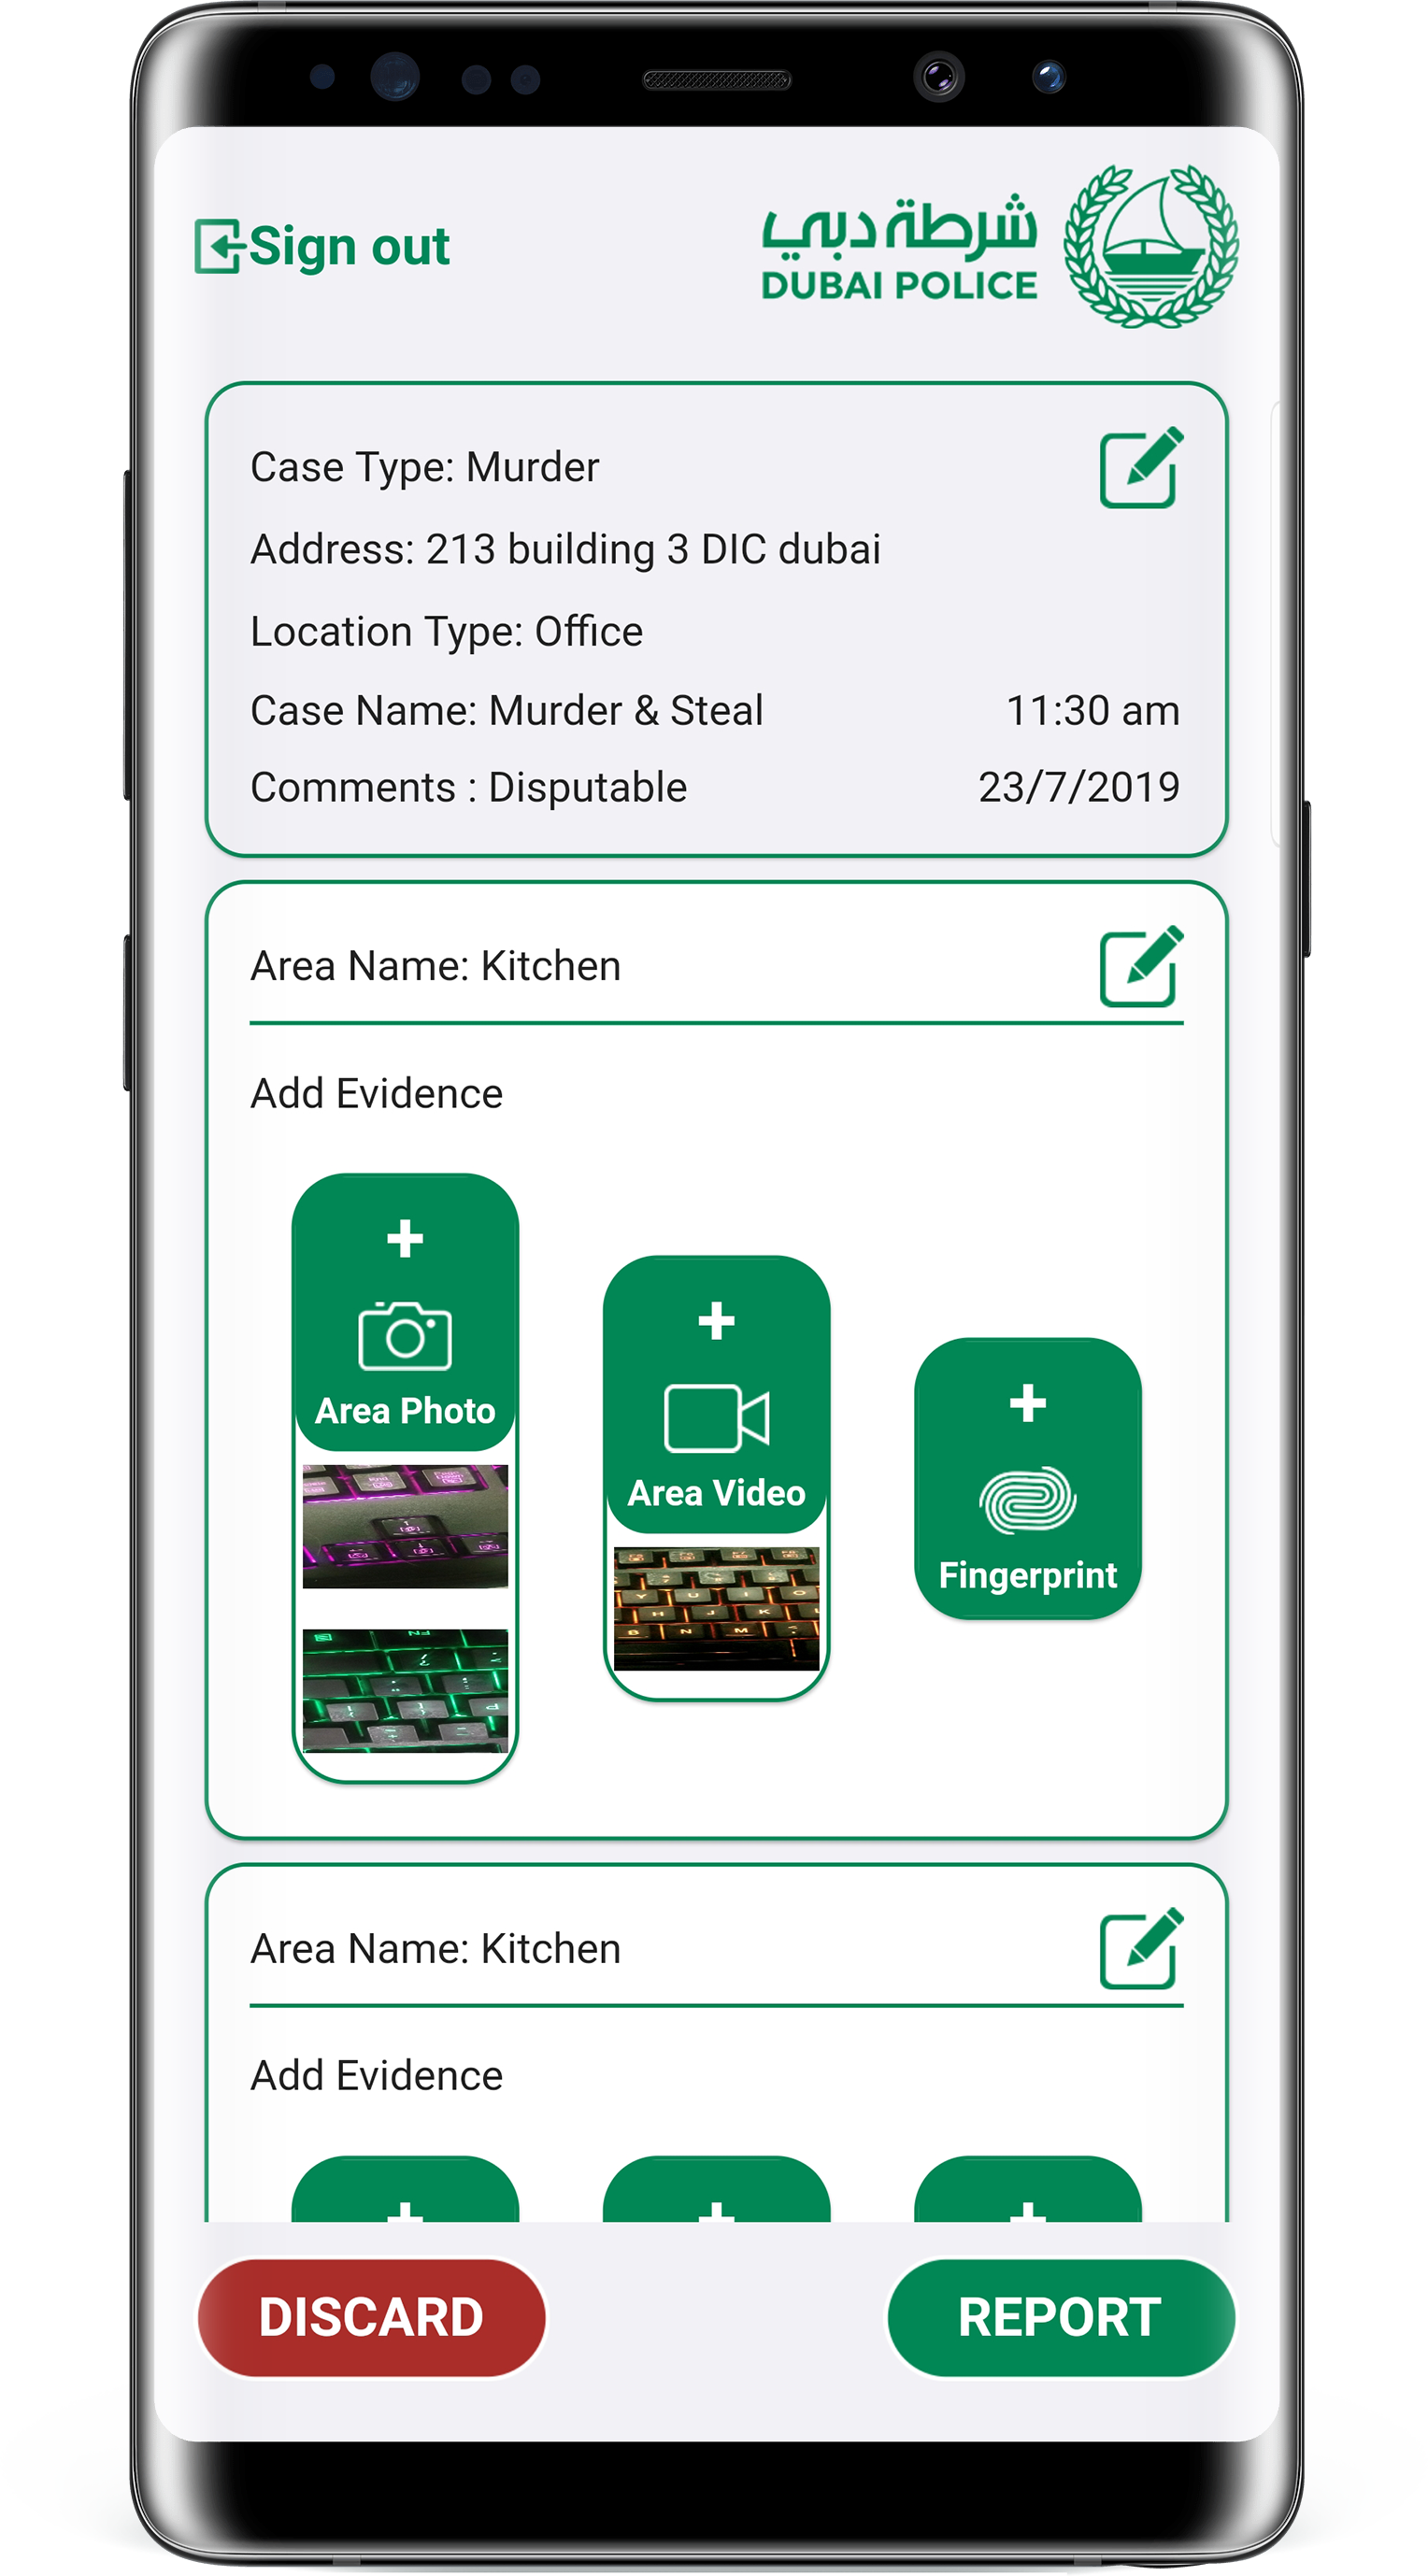 Sign out
شرطة دبي
DUBAI POLICE
Case Type: Murder
Address: 213 building 3 DIC dubai
Location Type: Office
Case Name: Murder & Steal 11:30 am
Comments : Disputable 23/7/2019
Area Name: Kitchen
Add Evidence
+ + +
Area Photo Area Video Fingerprint
Y U I O
H J K
B N M
Area Name: Kitchen
Add Evidence
DISCARD REPORT